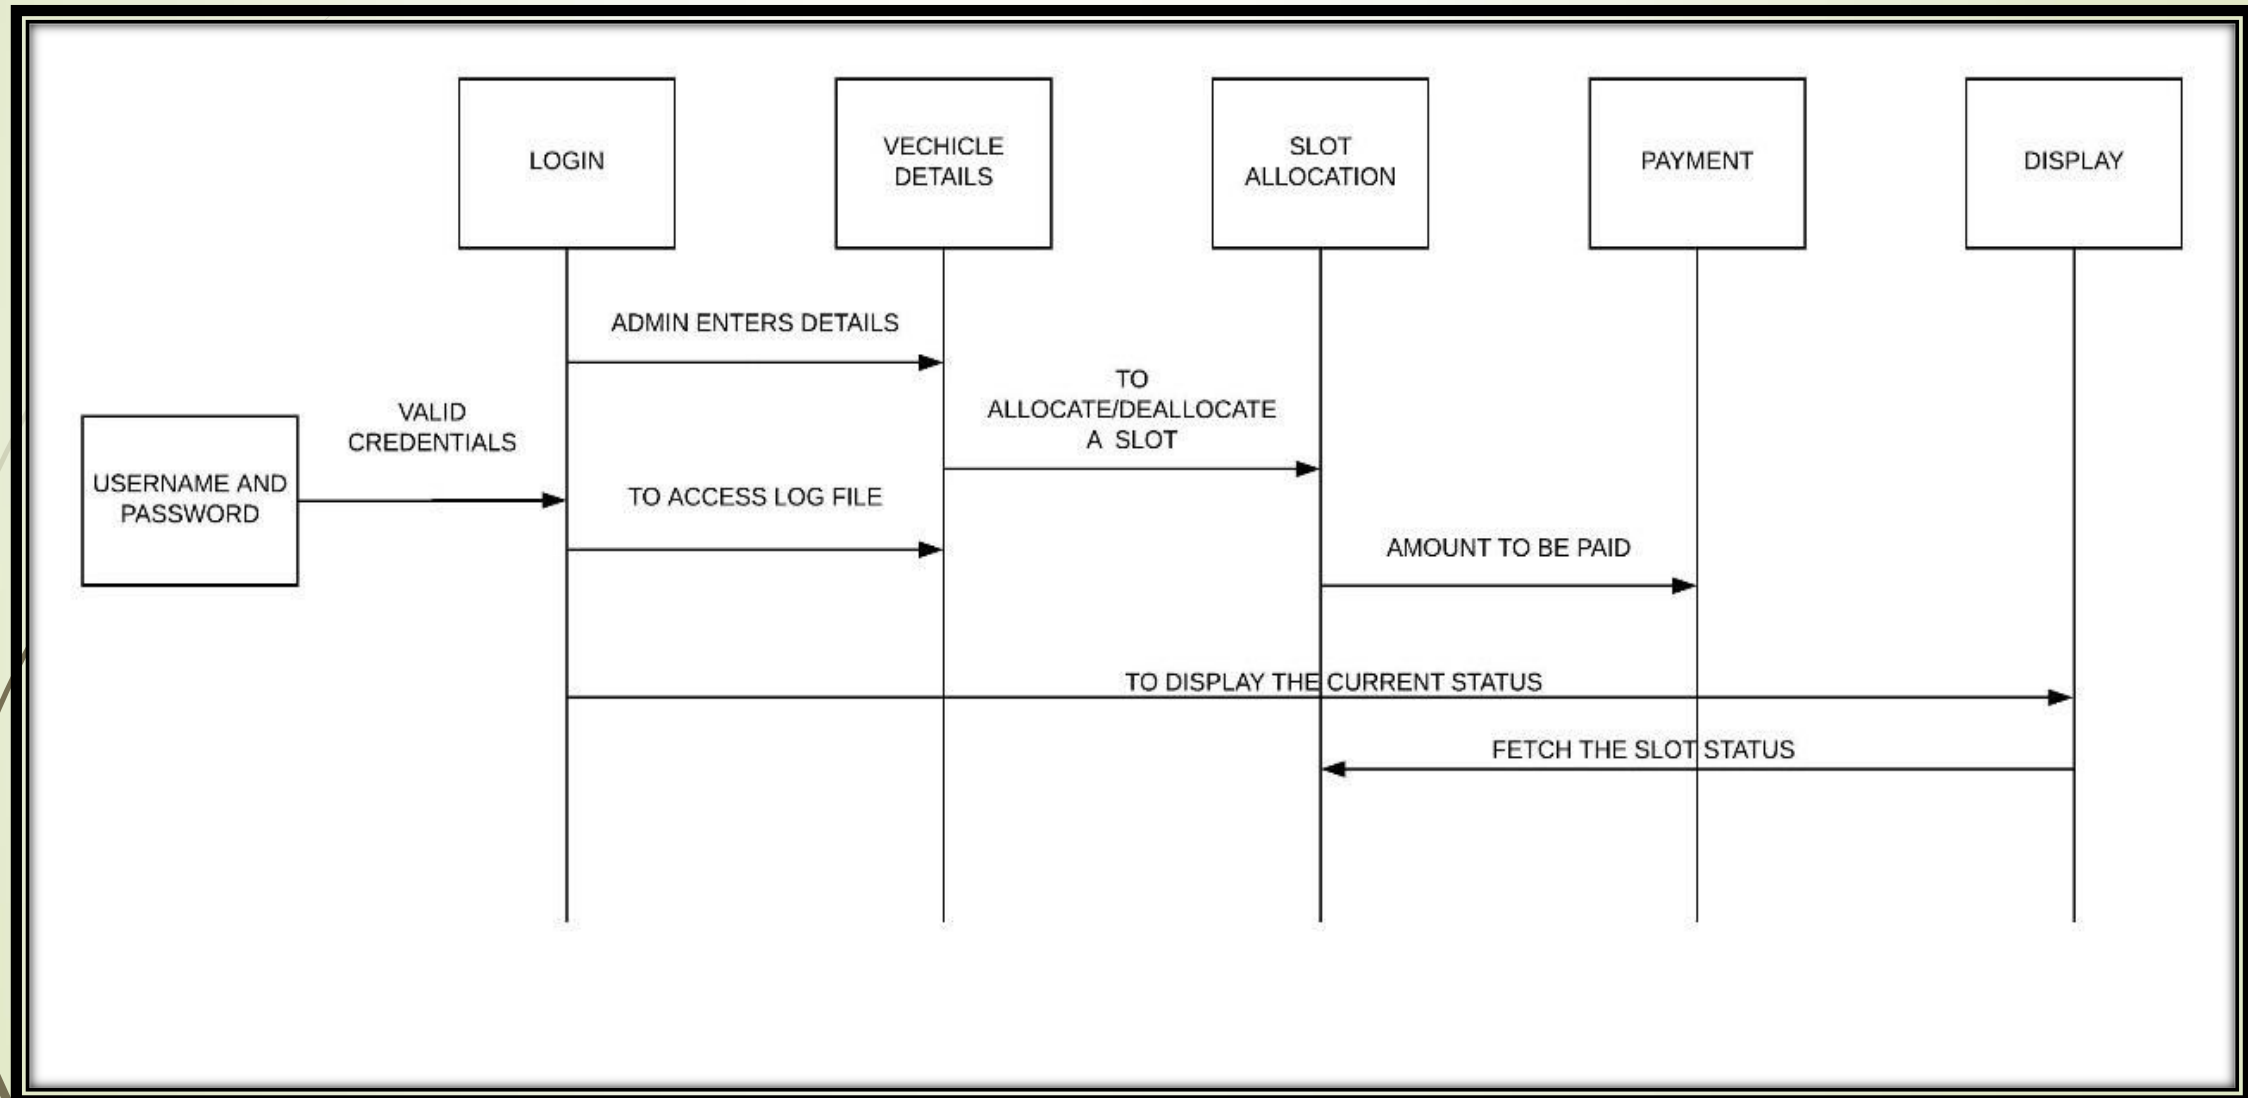 LOGIN
VECHICLE
DETAILS
SLOT
ALLOCATION
PAYMENT
DISPLAY
ADMIN ENTERS DETAILS
TO
ALLOCATE/DEALLOCATE
A SLOT
VALID
CREDENTIALS
USERNAME AND
PASSWORD
TO ACCESS LOG FILE
AMOUNT TO BE PAID
TO DISPLAY THE CURRENT STATUS
FETCH THE SLOT STATUS